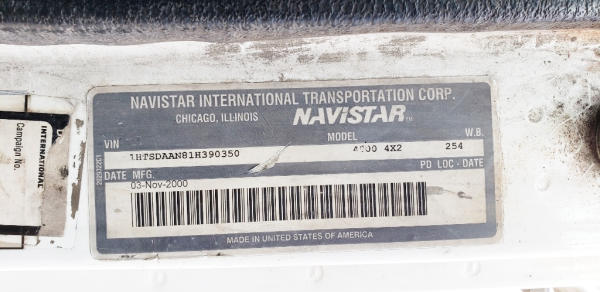 NAVISTAR INTERNATIONAL TRANSPORTATION CORP.
CHICAGO, ILLINOIS NAVISTAR™
VIN MODEL W.B.
1HTSDAAN81H390350 4X2 254
DATE MFG. PD LOC - DATE
03-Nov-2000
MADE IN UNITED STATES OF AMERICA
INTERNATIONAL
Campaign No.